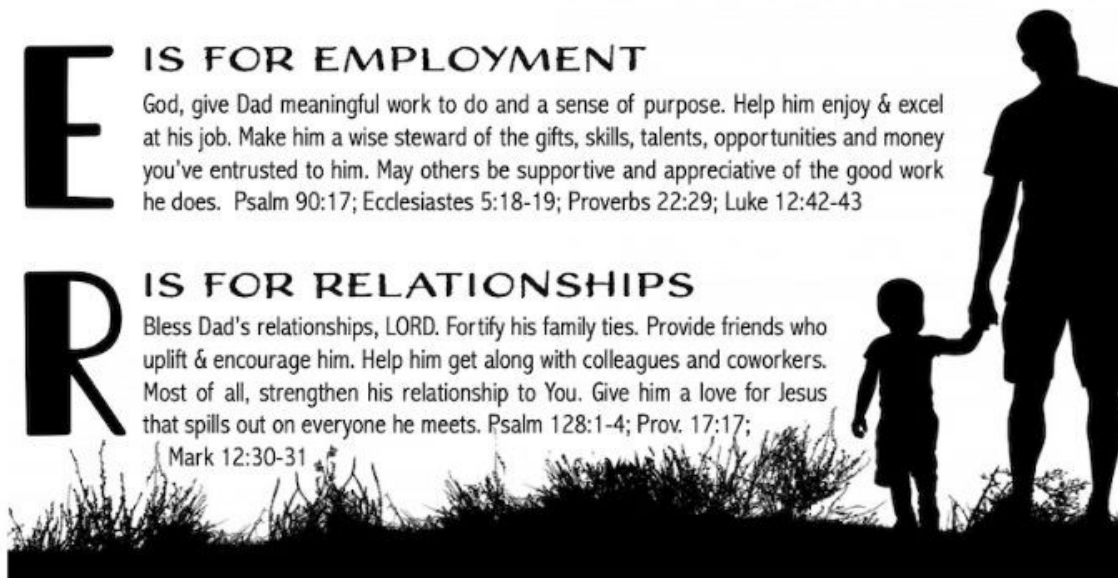 E IS FOR EMPLOYMENT
God, give Dad meaningful work to do and a sense of purpose. Help him enjoy & excel
at his job. Make him a wise steward of the gifts, skills, talents, opportunities and money
you've entrusted to him. May others be supportive and appreciative of the good work
he does. Psalm 90:17; Ecclesiastes 5:18-19; Proverbs 22:29; Luke 12:42-43
R IS FOR RELATIONSHIPS
Bless Dad's relationships, LORD. Fortify his family ties. Provide friends who
uplift & encourage him. Help him get along with colleagues and coworkers.
Most of all, strengthen his relationship to You. Give him a love for Jesus
that spills out on everyone he meets. Psalm 128:1-4; Prov. 17:17;
Mark 12:30-31